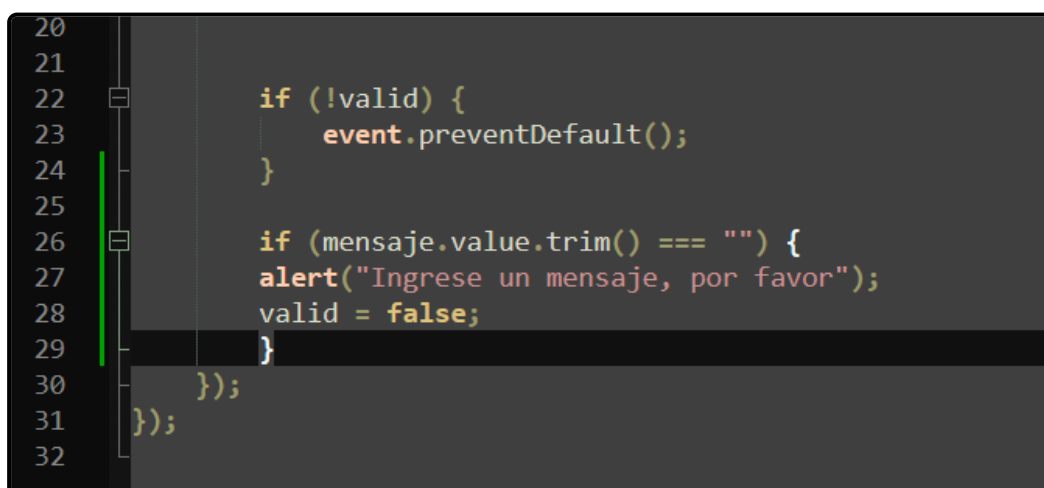 20
21
22 if (!valid) {
23 event.preventDefault();
24 }
25
26 if (mensaje.value.trim() === "") {
27 alert("Ingrese un mensaje, por favor");
28 valid = false;
29 }
30 });
31 });
32